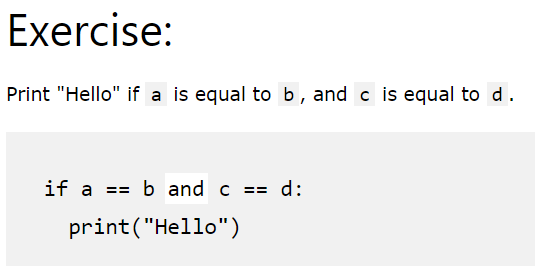 Exercise:
Print "Hello" if a is equal to b, and c is equal to d.
if a == b and c == d:
print("Hello")